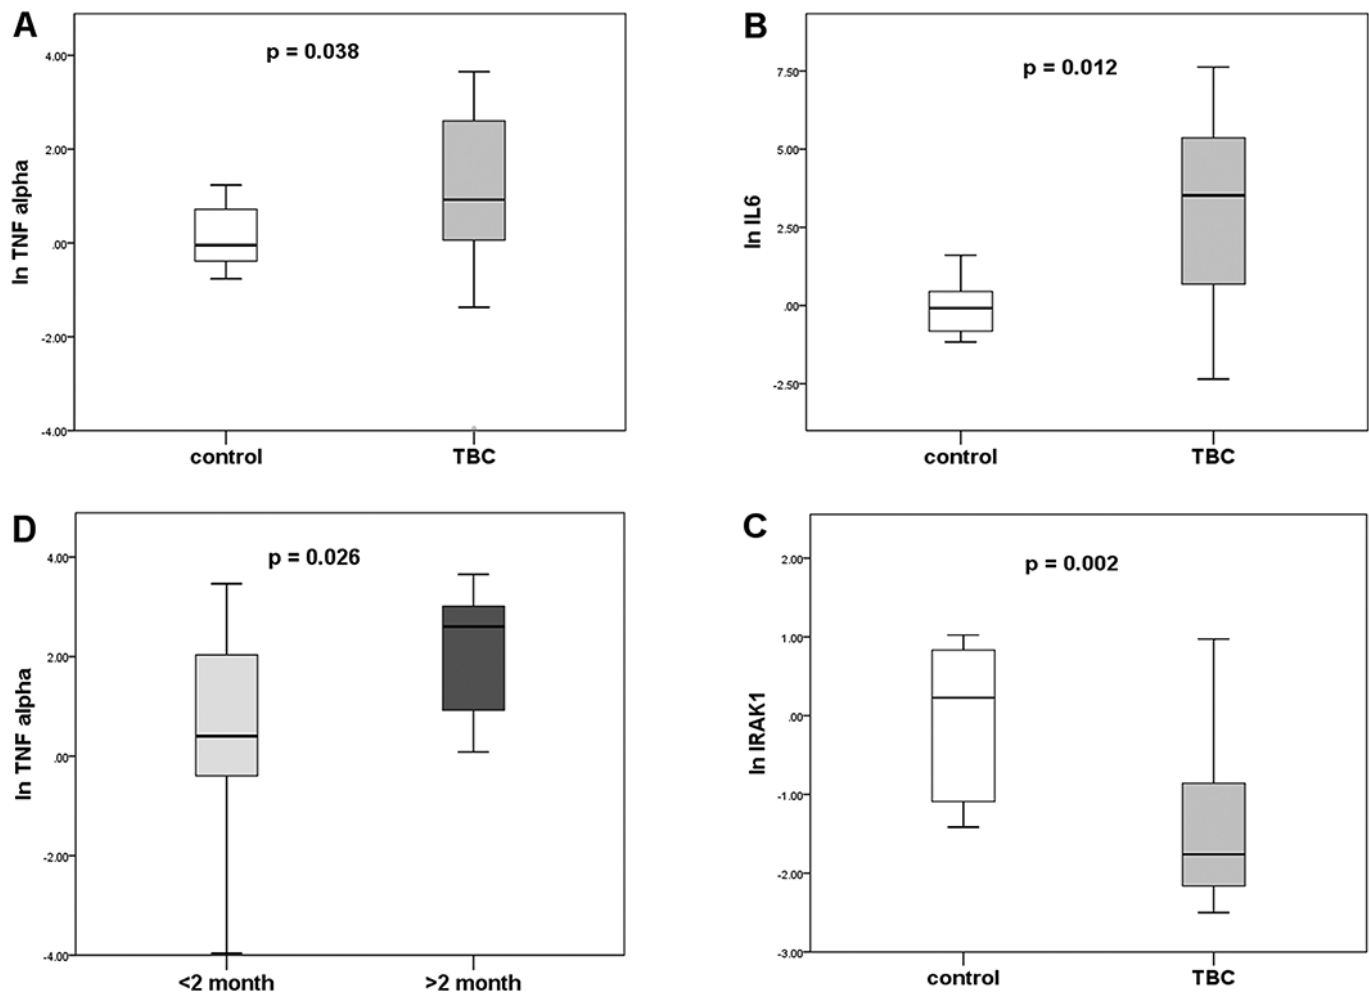 A
p = 0.038
4.00
2.00
.00
-2.00
-4.00
ln TNF alpha
control
TBC
B
p = 0.012
7.50
5.00
2.50
.00
-2.50
ln IL6
control
TBC
D
p = 0.026
4.00
2.00
.00
-2.00
-4.00
ln TNF alpha
<2 month
>2 month
C
p = 0.002
2.00
1.00
.00
-1.00
-2.00
-3.00
ln IRAK1
control
TBC